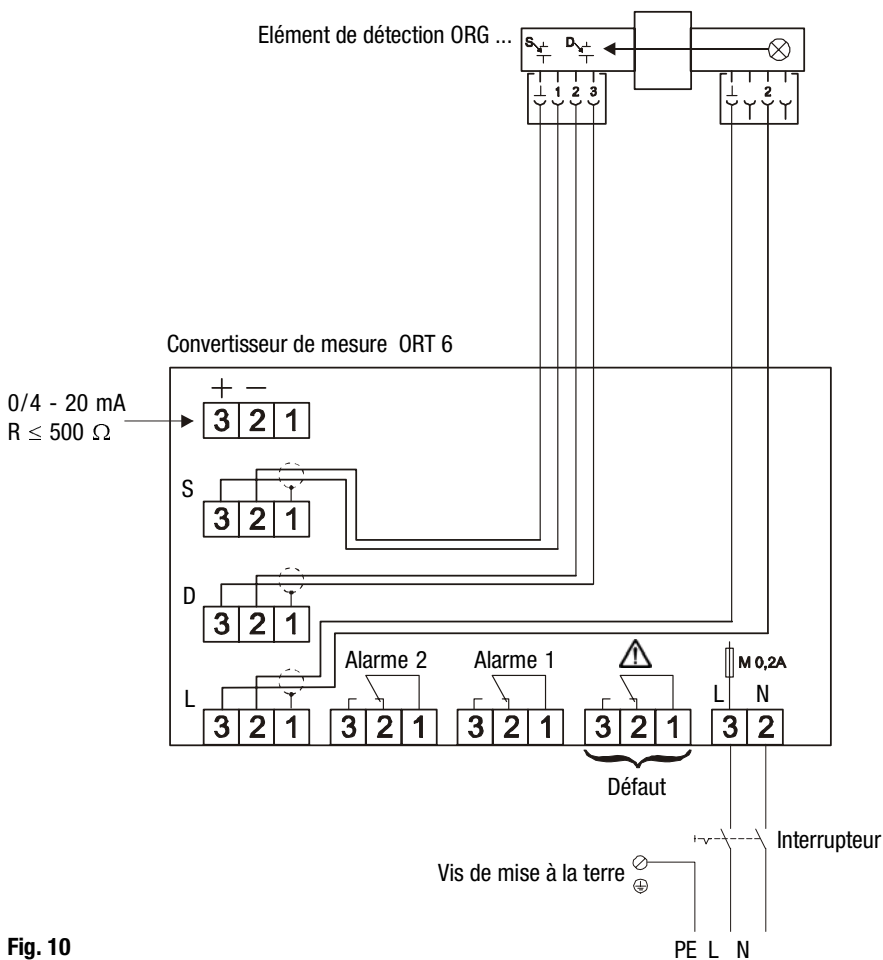 Elément de détection ORG ...
S D
⊥ 1 2 3
⊥ 2
Convertisseur de mesure ORT 6
+ −
0/4 - 20 mA
R ≤ 500 Ω
3 2 1
S
3 2 1
D
3 2 1
L
3 2 1
Alarme 2
3 2 1
Alarme 1
3 2 1
⚠
3 2 1
Défaut
M 0,2A
L N
3 2
Interrupteur
Vis de mise à la terre
PE L N
Fig. 10